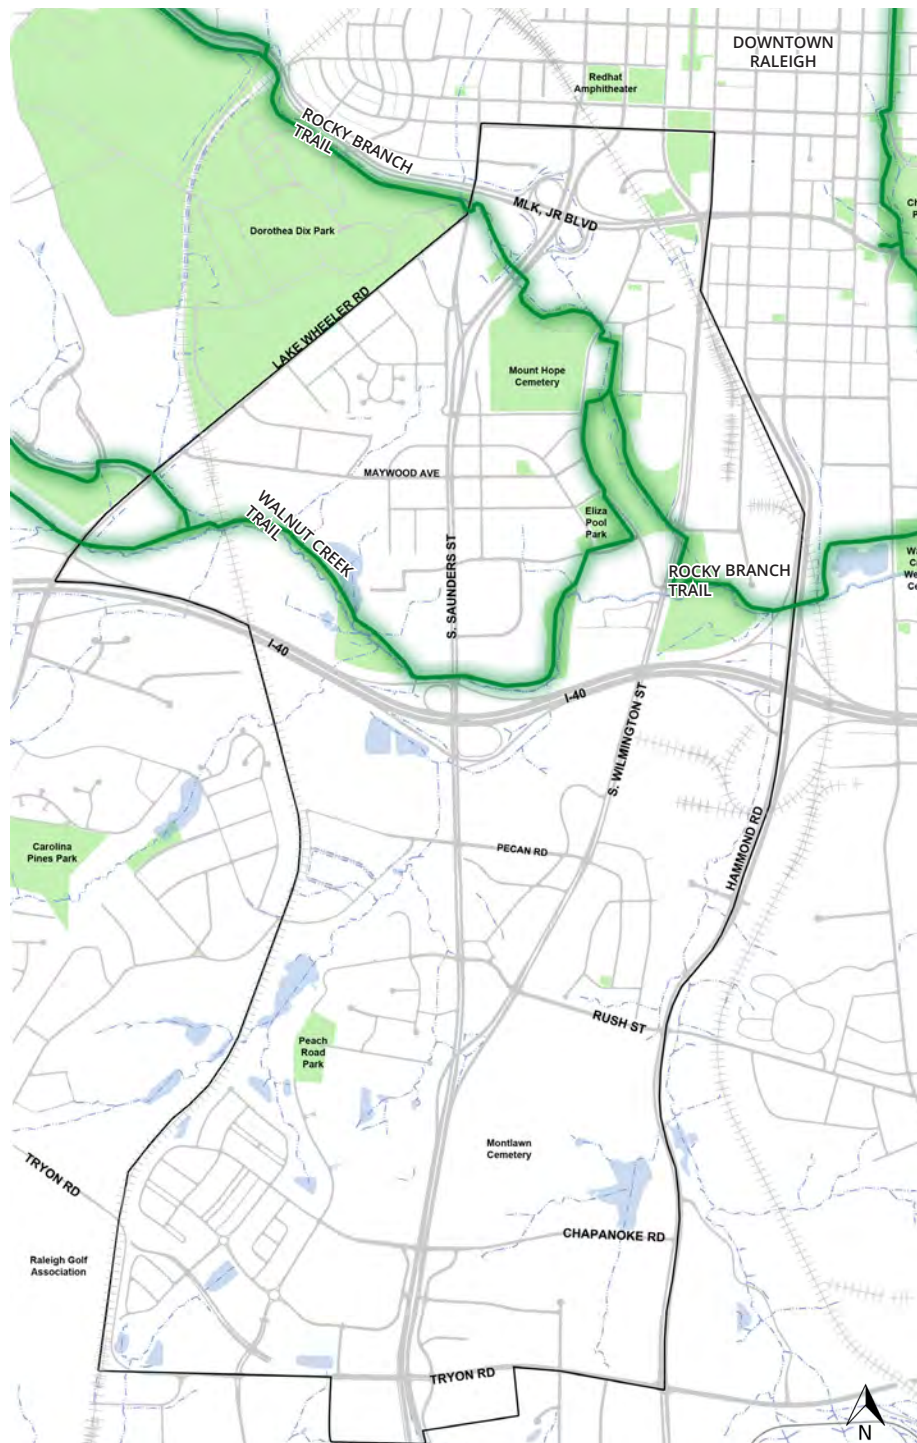 DOWNTOWN
RALEIGH
Redhat
Amphitheater
ROCKY BRANCH
TRAIL
MLK, JR BLVD
Dorothea Dix Park
LAKE WHEELER RD
Mount Hope
Cemetery
MAYWOOD AVE
WALNUT CREEK
TRAIL
Eliza
Pool
Park
S. SAUNDERS ST
ROCKY BRANCH
TRAIL
I-40
I-40
S. WILMINGTON ST
HAMMOND RD
Carolina
Pines Park
PECAN RD
RUSH ST
Peach
Road
Park
Montlawn
Cemetery
TRYON RD
CHAPANOKE RD
Raleigh Golf
Association
TRYON RD
N